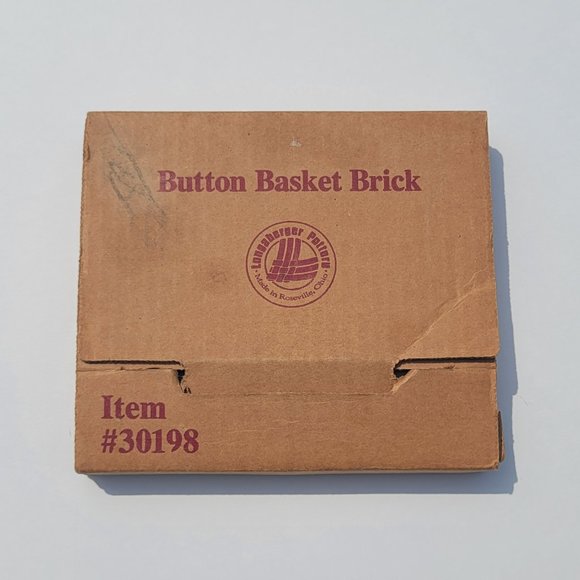 Button Basket Brick
Longaberger Pottery
Made in Roseville, Ohio
Item
#30198